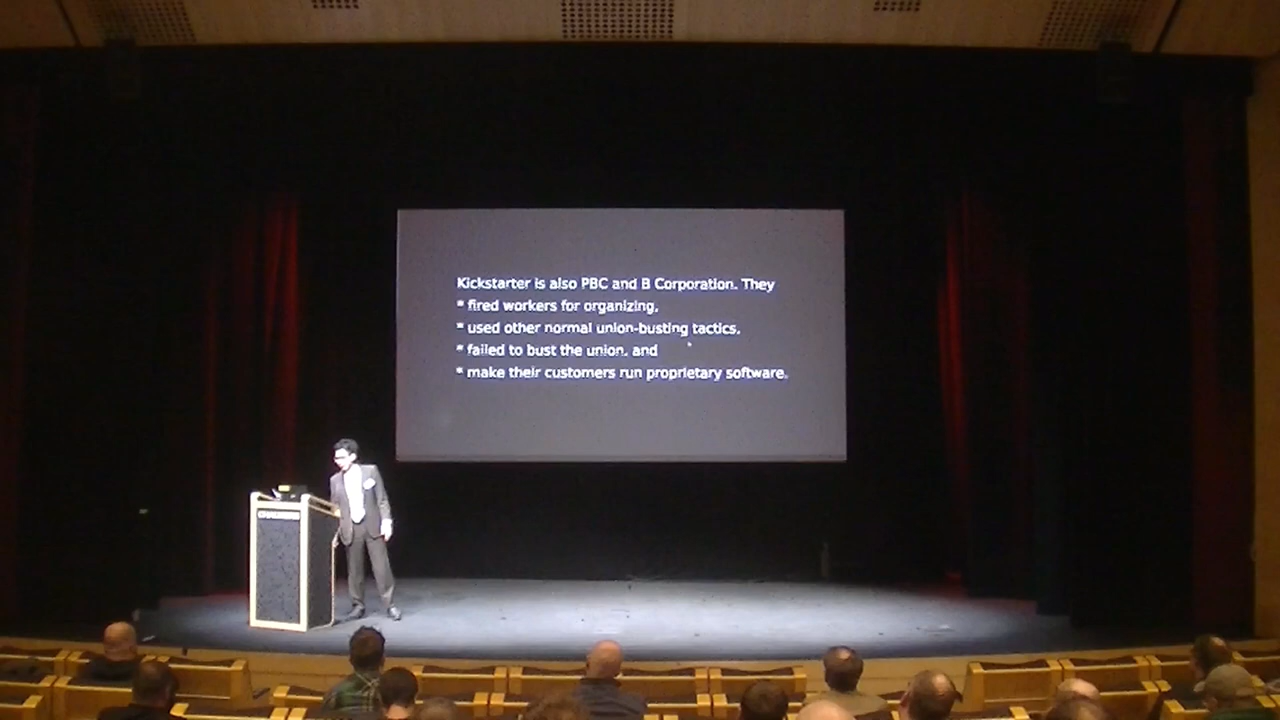 Kickstarter is also PBC and B Corporation. They
* fired workers for organizing,
* used other normal union-busting tactics,
* failed to bust the union, and
* make their customers run proprietary software.